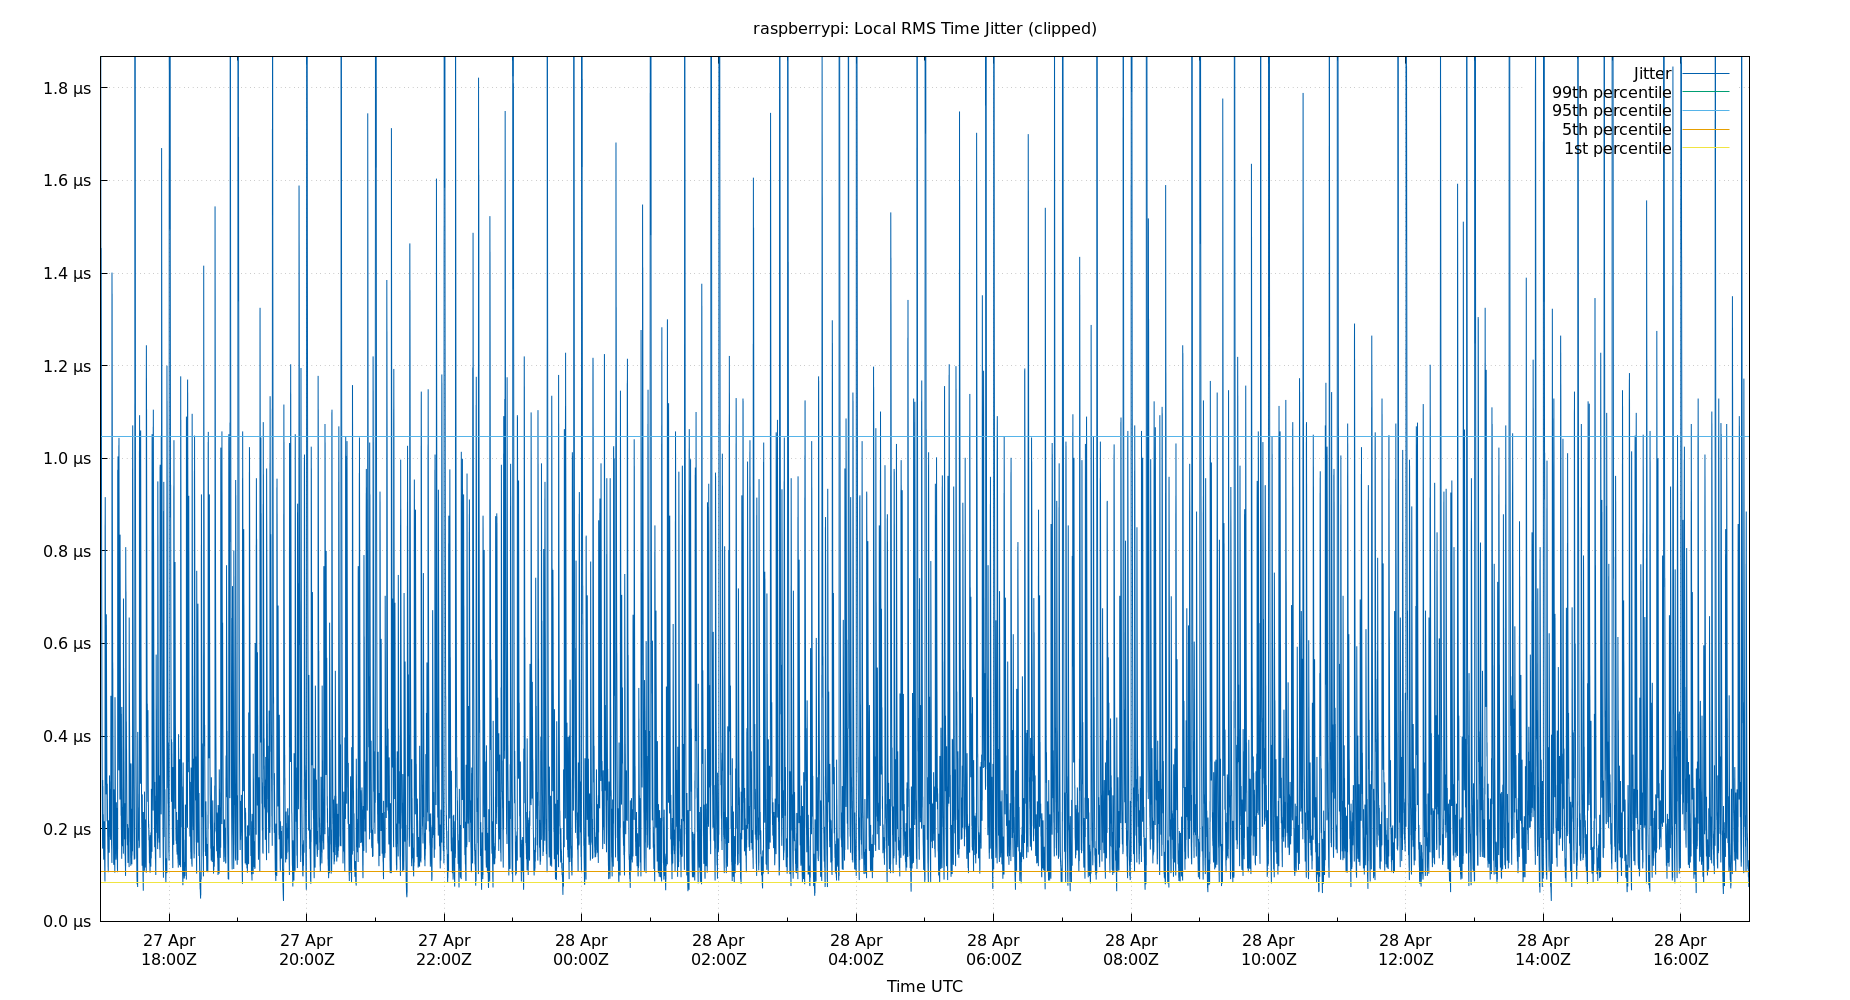 raspberrypi: Local RMS Time Jitter (clipped)
Jitter
99th percentile
95th percentile
5th percentile
1st percentile
1.8 µs
1.6 µs
1.4 µs
1.2 µs
1.0 µs
0.8 µs
0.6 µs
0.4 µs
0.2 µs
0.0 µs
27 Apr 27 Apr 27 Apr 28 Apr 28 Apr 28 Apr 28 Apr 28 Apr 28 Apr 28 Apr 28 Apr 28 Apr
18:00Z 20:00Z 22:00Z 00:00Z 02:00Z 04:00Z 06:00Z 08:00Z 10:00Z 12:00Z 14:00Z 16:00Z
Time UTC